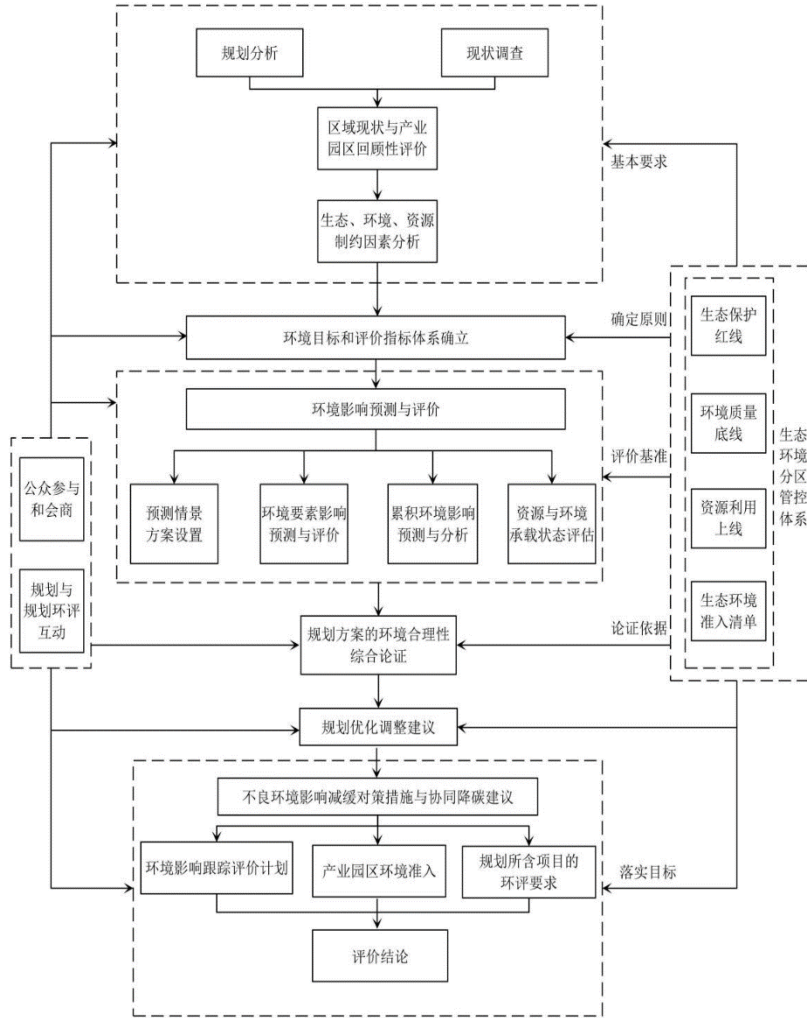 规划分析
现状调查
区域现状与产业
园区回顾性评价
基本要求
生态、环境、资源
制约因素分析
环境目标和评价指标体系确立
确定原则
生态保护
红线
环境影响预测与评价
评价基准
环境质量
底线
生态
环境
分区
管控
体系
预测情景
方案设置
环境要素影响
预测与评价
累积环境影响
预测与分析
资源与环境
承载状态评估
公众参与
和会商
资源利用
上线
规划与
规划环评
互动
规划方案的环境合理性
综合论证
论证依据
生态环境
准入清单
规划优化调整建议
不良环境影响减缓对策措施与协同降碳建议
环境影响跟踪评价计划
产业园区环境准入
规划所含项目的
环评要求
落实目标
评价结论